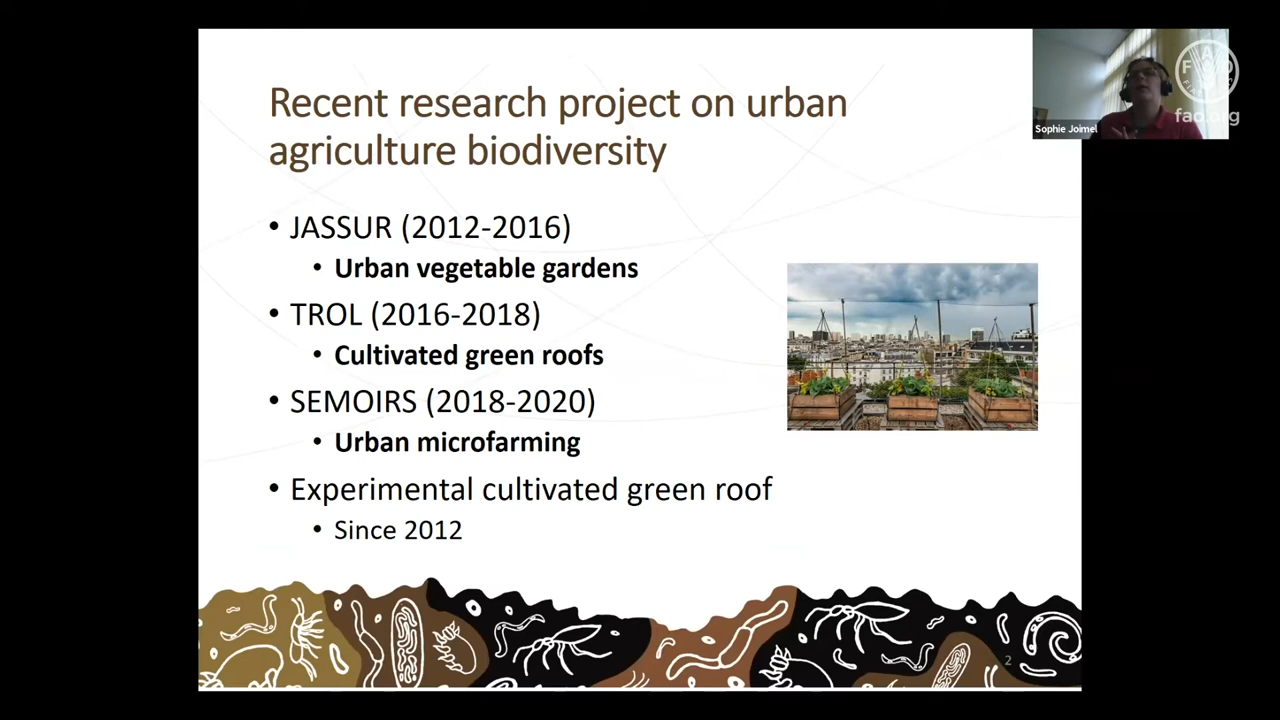 Recent research project on urban
agriculture biodiversity
• JASSUR (2012-2016)
• Urban vegetable gardens
• TROL (2016-2018)
• Cultivated green roofs
• SEMOIRS (2018-2020)
• Urban microfarming
• Experimental cultivated green roof
• Since 2012
2
Sophie Joimel
F A O
fao.org